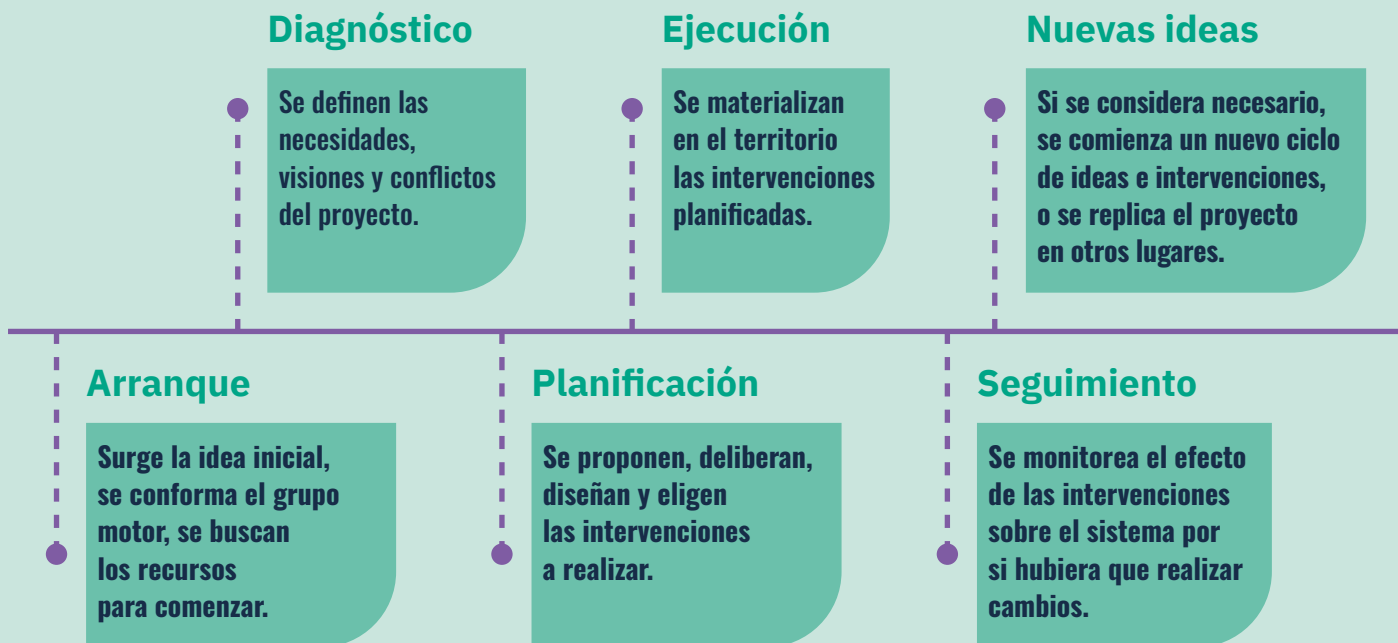 Diagnóstico
Se definen las
necesidades,
visiones y conflictos
del proyecto.
Ejecución
Se materializan
en el territorio
las intervenciones
planificadas.
Nuevas ideas
Si se considera necesario,
se comienza un nuevo ciclo
de ideas e intervenciones,
o se replica el proyecto
en otros lugares.
Arranque
Surge la idea inicial,
se conforma el grupo
motor, se buscan
los recursos
para comenzar.
Planificación
Se proponen, deliberan,
diseñan y eligen
las intervenciones
a realizar.
Seguimiento
Se monitorea el efecto
de las intervenciones
sobre el sistema por
si hubiera que realizar
cambios.